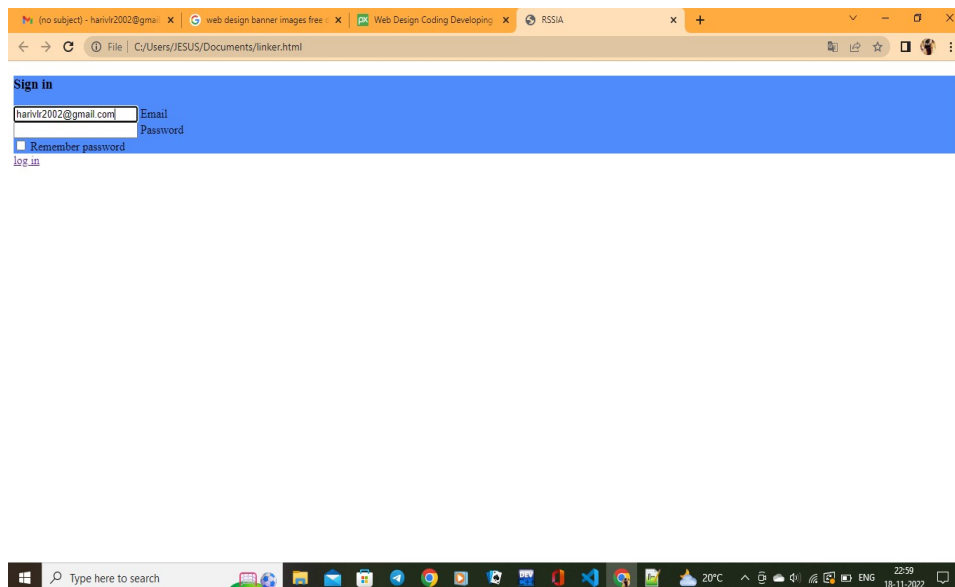 (no subject) - harivlr2002@gmail
web design banner images free
Web Design Coding Developing
RSSIA
File
C:/Users/JESUS/Documents/linker.html
Sign in
harivlr2002@gmail.com Email
Password
Remember password
log in
Type here to search
DEV
20°C
ENG
22:59
18-11-2022